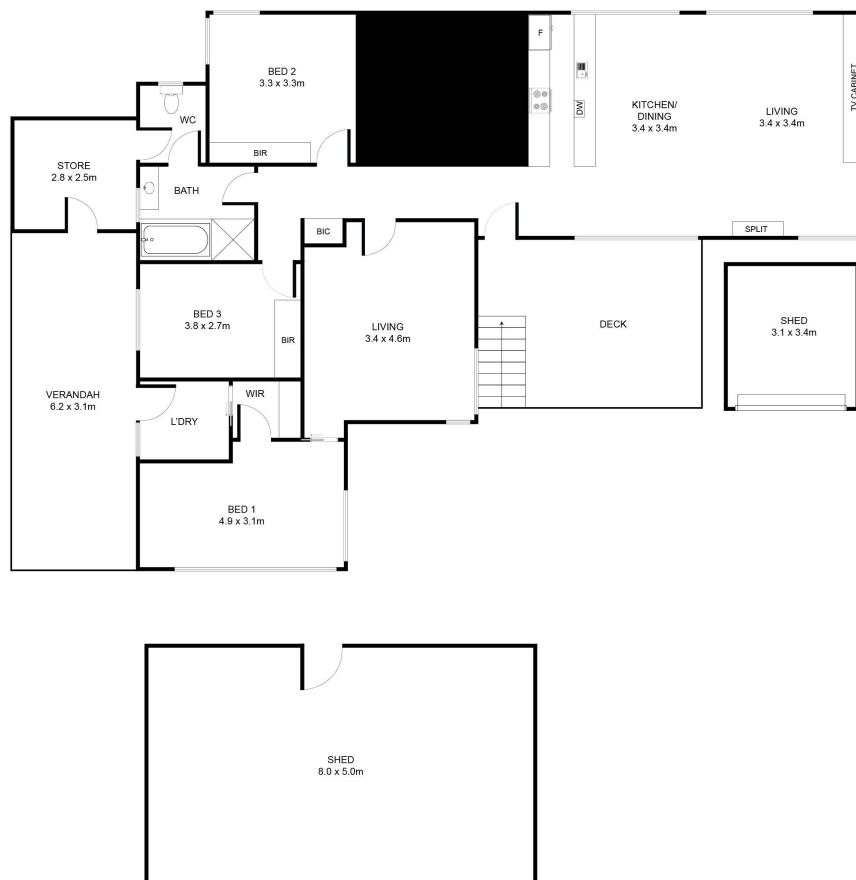 BED 2
3.3 x 3.3m
BIR
F
DW
KITCHEN/
DINING
3.4 x 3.4m
LIVING
3.4 x 3.4m
TV CABINET
WC
STORE
2.8 x 2.5m
BATH
BIC
SPLIT
BED 3
3.8 x 2.7m
BIR
LIVING
3.4 x 4.6m
DECK
SHED
3.1 x 3.4m
VERANDAH
6.2 x 3.1m
WIR
L'DRY
BED 1
4.9 x 3.1m
SHED
8.0 x 5.0m